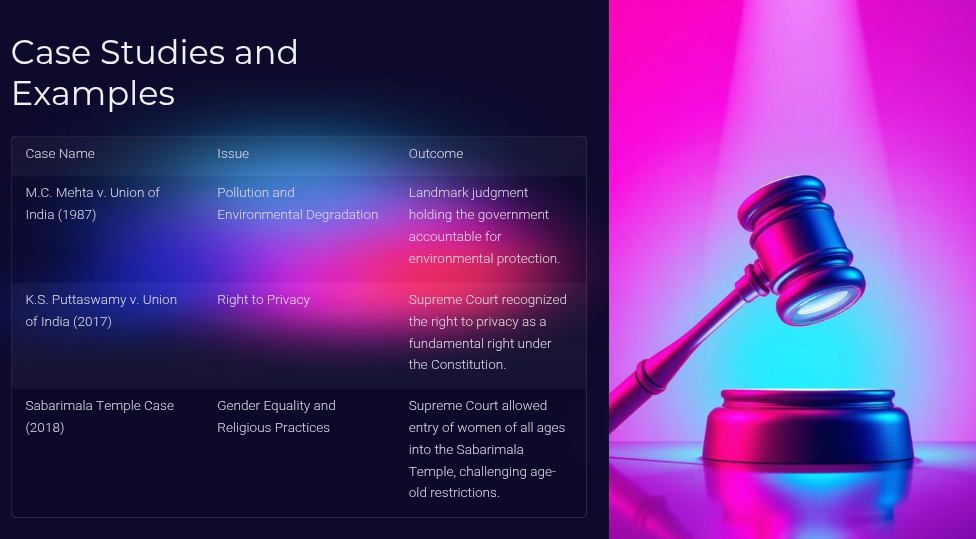 Case Studies and
Examples
Case Name
Issue
Outcome
M.C. Mehta v. Union of
India (1987)
Pollution and
Environmental Degradation
Landmark judgment
holding the government
accountable for
environmental protection.
K.S. Puttaswamy v. Union
of India (2017)
Right to Privacy
Supreme Court recognized
the right to privacy as a
fundamental right under
the Constitution.
Sabarimala Temple Case
(2018)
Gender Equality and
Religious Practices
Supreme Court allowed
entry of women of all ages
into the Sabarimala
Temple, challenging age-
old restrictions.